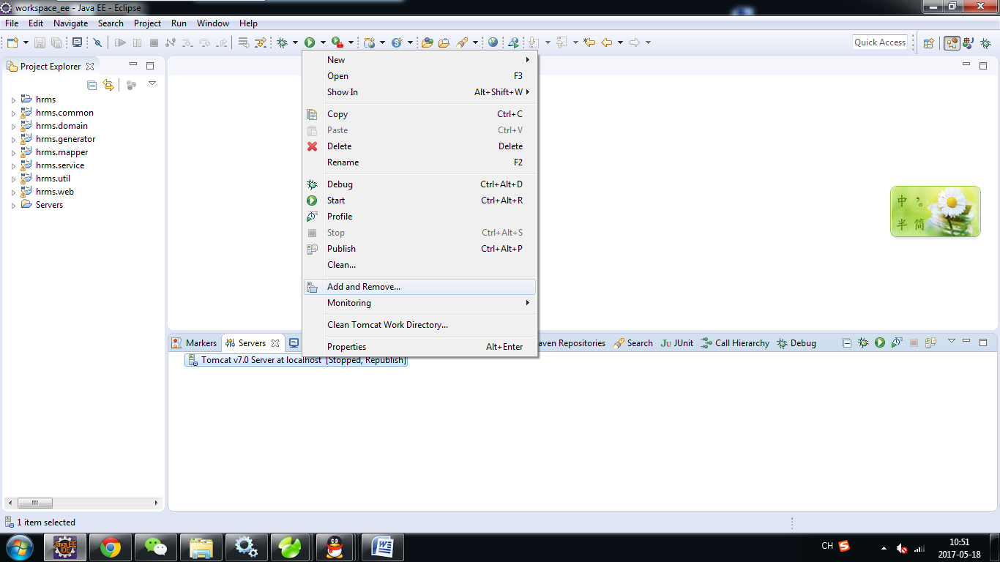 workspace_ee - Java EE - Eclipse
File Edit Navigate Search Project Run Window Help
Quick Access
Project Explorer
hrms
hrms.common
hrms.domain
hrms.generator
hrms.mapper
hrms.service
hrms.util
hrms.web
Servers
New
Open F3
Show In Alt+Shift+W
Copy Ctrl+C
Paste Ctrl+V
Delete Delete
Rename F2
Debug Ctrl+Alt+D
Start Ctrl+Alt+R
Profile
Stop Ctrl+Alt+S
Publish Ctrl+Alt+P
Clean...
Add and Remove...
Monitoring
Clean Tomcat Work Directory...
Properties Alt+Enter
中 ’。
半 简
Markers Servers aven Repositories Search Ju JUnit Call Hierarchy Debug
Tomcat v7.0 Server at localhost [Stopped, Republish]
1 item selected
Java EE
IDE
W
CH S
10:51
2017-05-18